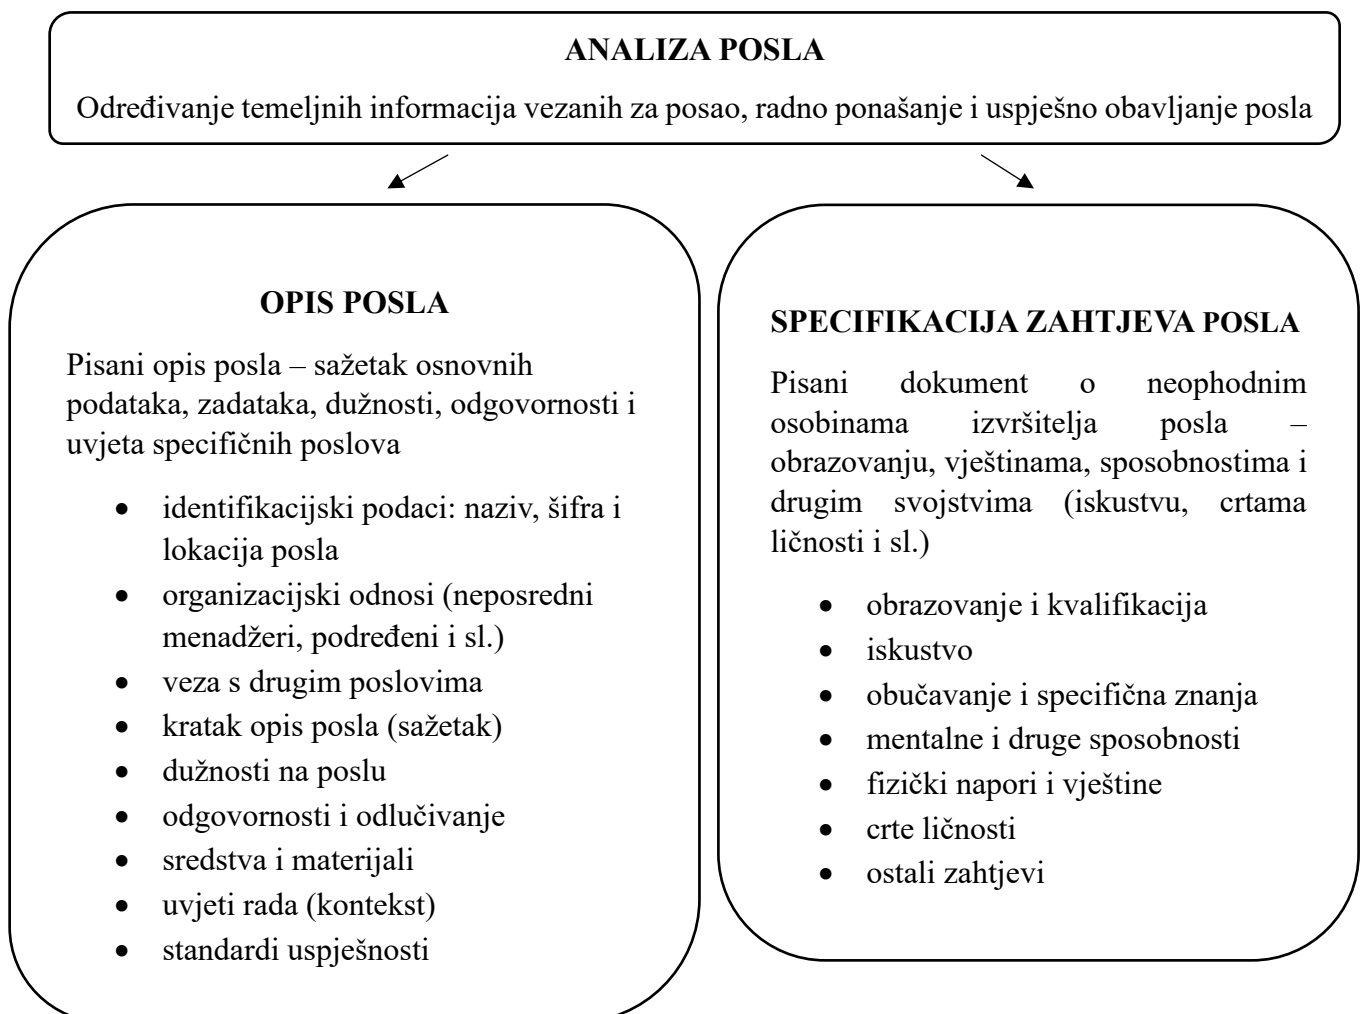 ANALIZA POSLA
Određivanje temeljnih informacija vezanih za posao, radno ponašanje i uspješno obavljanje posla
OPIS POSLA
Pisani opis posla – sažetak osnovnih
podataka, zadataka, dužnosti, odgovornosti i
uvjeta specifičnih poslova
• identifikacijski podaci: naziv, šifra i
lokacija posla
• organizacijski odnosi (neposredni
menadžeri, podređeni i sl.)
• veza s drugim poslovima
• kratak opis posla (sažetak)
• dužnosti na poslu
• odgovornosti i odlučivanje
• sredstva i materijali
• uvjeti rada (kontekst)
• standardi uspješnosti
SPECIFIKACIJA ZAHTJEVA POSLA
Pisani dokument o neophodnim
osobinama izvršitelja posla –
obrazovanju, vještinama, sposobnostima i
drugim svojstvima (iskustvu, crtama
ličnosti i sl.)
• obrazovanje i kvalifikacija
• iskustvo
• obučavanje i specifična znanja
• mentalne i druge sposobnosti
• fizički napori i vještine
• crte ličnosti
• ostali zahtjevi